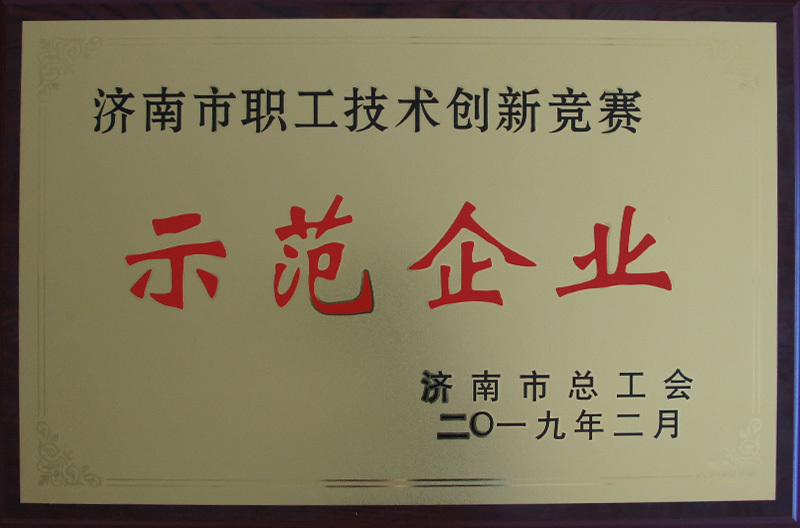 济南市职工技术创新竞赛
示范企业
济南市总工会
二〇一九年二月